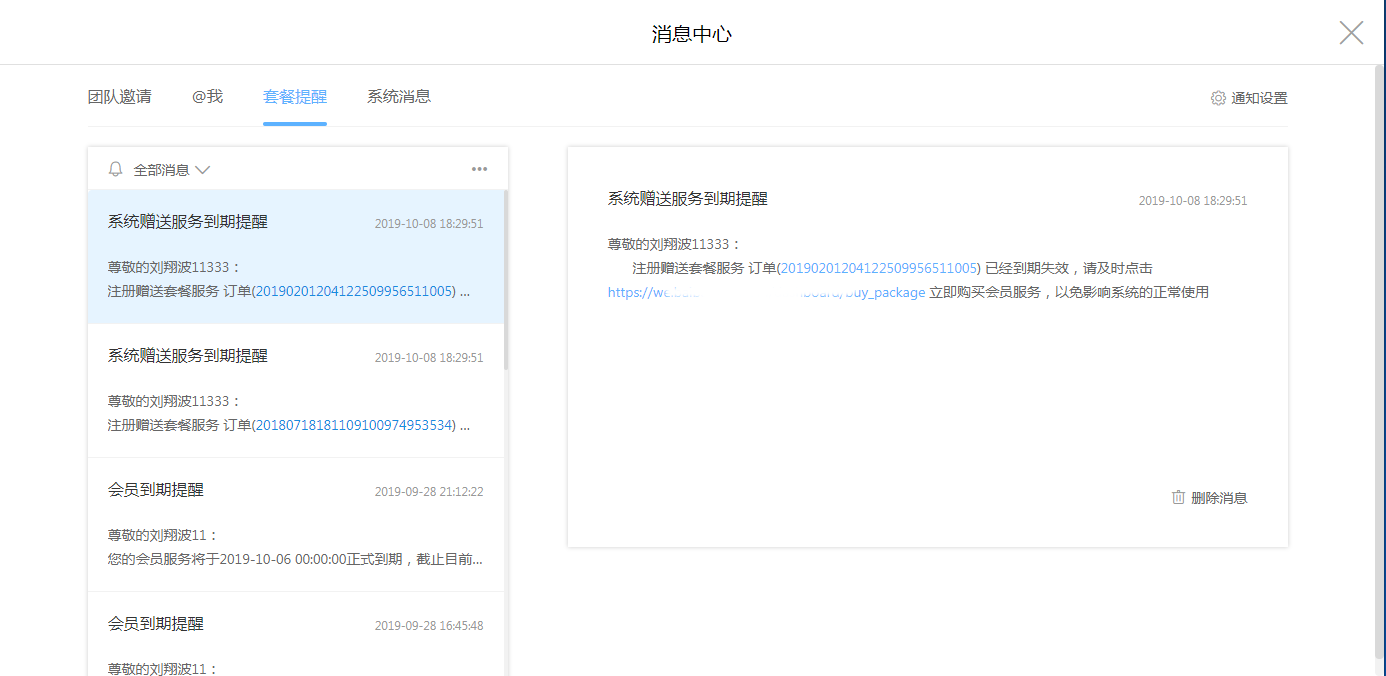 消息中心
团队邀请
@我
套餐提醒
系统消息
通知设置
全部消息
系统赠送服务到期提醒 2019-10-08 18:29:51
尊敬的刘翔波11333：
注册赠送套餐服务 订单(20190201204122509956511005) ...
系统赠送服务到期提醒 2019-10-08 18:29:51
尊敬的刘翔波11333：
注册赠送套餐服务 订单(20180718181109100974953534) ...
会员到期提醒 2019-09-28 21:12:22
尊敬的刘翔波11：
您的会员服务将于2019-10-06 00:00:00正式到期，截止目前...
会员到期提醒 2019-09-28 16:45:48
尊敬的刘翔波11：
系统赠送服务到期提醒 2019-10-08 18:29:51
尊敬的刘翔波11333：
注册赠送套餐服务 订单(20190201204122509956511005) 已经到期失效，请及时点击
https://we buy_package 立即购买会员服务，以免影响系统的正常使用
删除消息